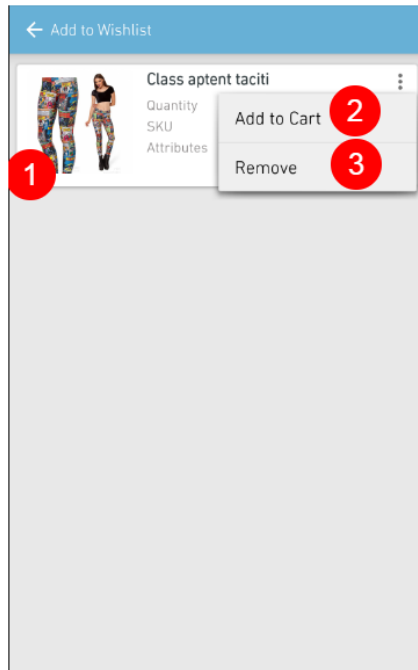 Add to Wishlist
Class aptent taciti
Quantity
SKU
Attributes
Add to Cart
Remove
1
2
3